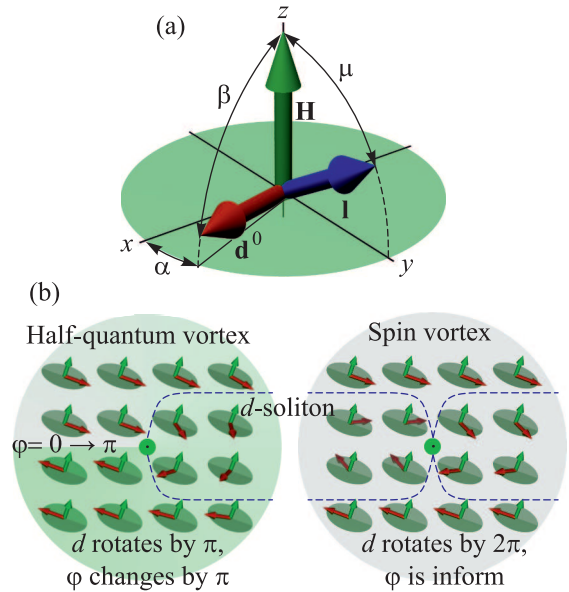 (a)
z
β
μ
H
x
α
d⁰
l
y
(b)
Half-quantum vortex
Spin vortex
d-soliton
φ= 0 → π
d rotates by π,
φ changes by π
d rotates by 2π,
φ is inform